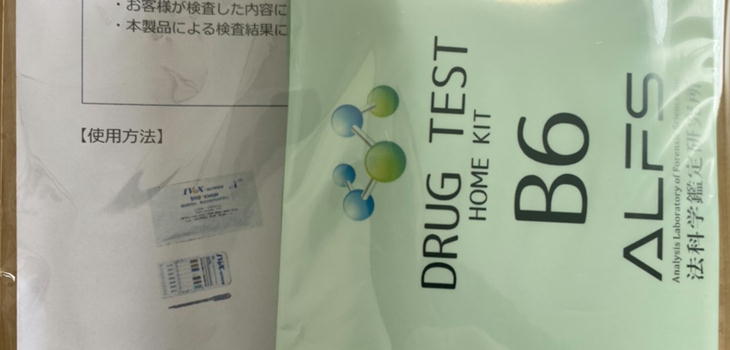 ・お客様が検査した内容に
・本製品による検査結果に
【使用方法】
DRUG TEST
HOME KIT
B6
ALFS
Analysis Laboratory of Forensic Science
法科学鑑定研究所